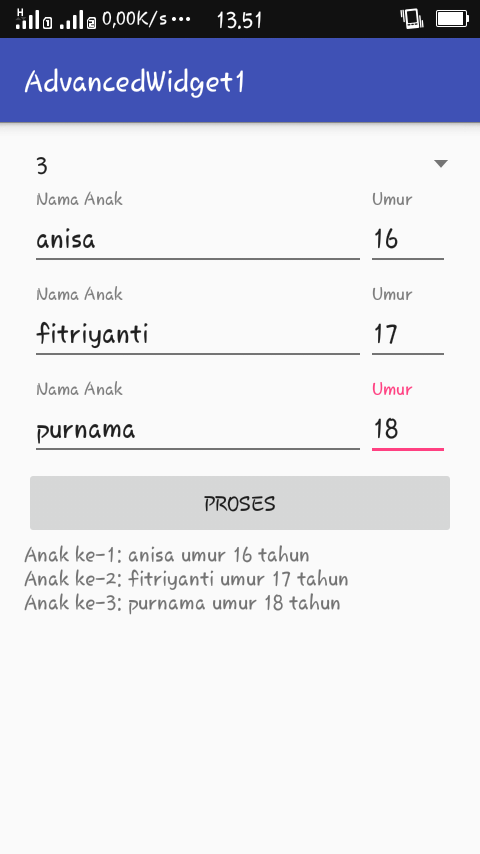 H 1 2 0,00K/s ••• 13.51
AdvancedWidget1
3
Nama Anak Umur
anisa 16
Nama Anak Umur
fitriyanti 17
Nama Anak Umur
purnama 18
PROSES
Anak ke-1: anisa umur 16 tahun
Anak ke-2: fitriyanti umur 17 tahun
Anak ke-3: purnama umur 18 tahun